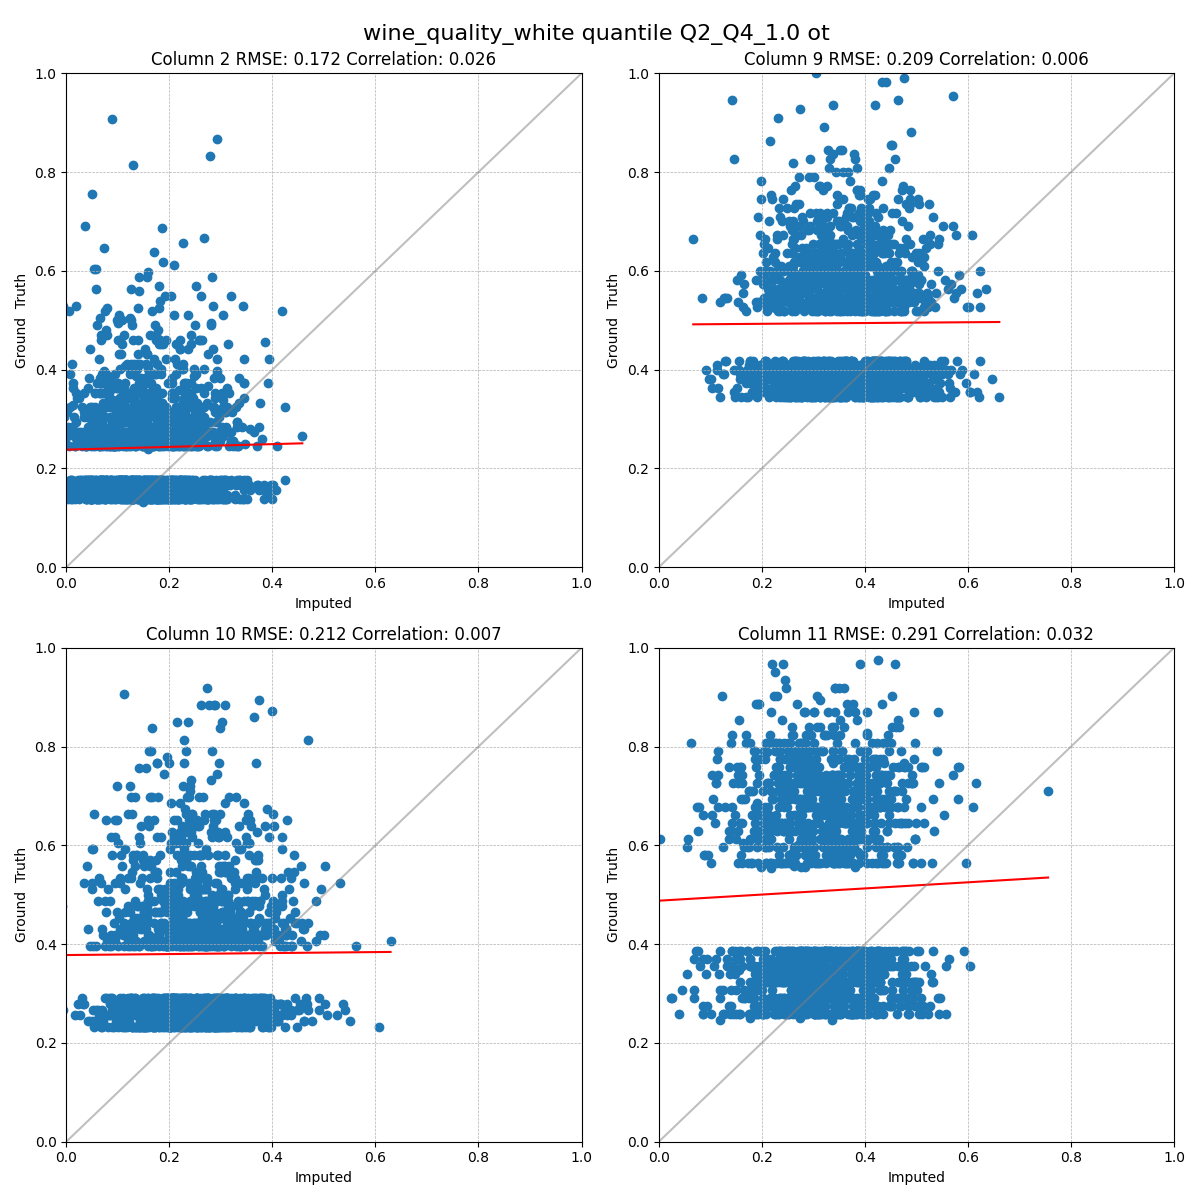 wine_quality_white quantile Q2_Q4_1.0 ot
Column 2 RMSE: 0.172 Correlation: 0.026
Column 9 RMSE: 0.209 Correlation: 0.006
1.0
0.8
0.6
0.4
0.2
0.0
Ground Truth
0.0 0.2 0.4 0.6 0.8 1.0
Imputed
1.0
0.8
0.6
0.4
0.2
0.0
Ground Truth
0.0 0.2 0.4 0.6 0.8 1.0
Imputed
Column 10 RMSE: 0.212 Correlation: 0.007
Column 11 RMSE: 0.291 Correlation: 0.032
1.0
0.8
0.6
0.4
0.2
0.0
Ground Truth
0.0 0.2 0.4 0.6 0.8 1.0
Imputed
1.0
0.8
0.6
0.4
0.2
0.0
Ground Truth
0.0 0.2 0.4 0.6 0.8 1.0
Imputed